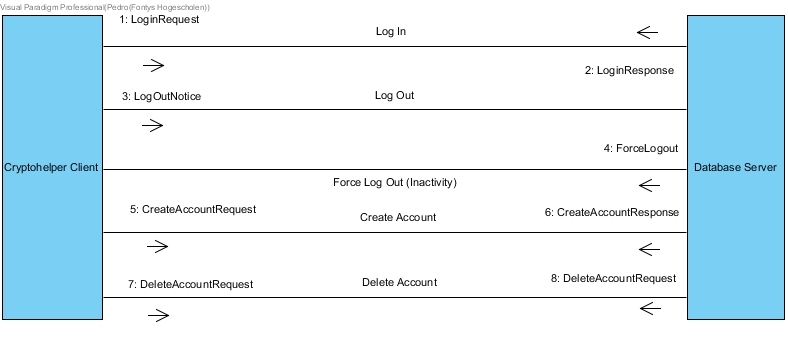 Visual Paradigm Professional(Pedro(Fontys Hogescholen))
1: LoginRequest
Log In
2: LoginResponse
3: LogOutNotice
Log Out
4: ForceLogout
Cryptohelper Client
Database Server
Force Log Out (Inactivity)
5: CreateAccountRequest
Create Account
6: CreateAccountResponse
7: DeleteAccountRequest
Delete Account
8: DeleteAccountRequest